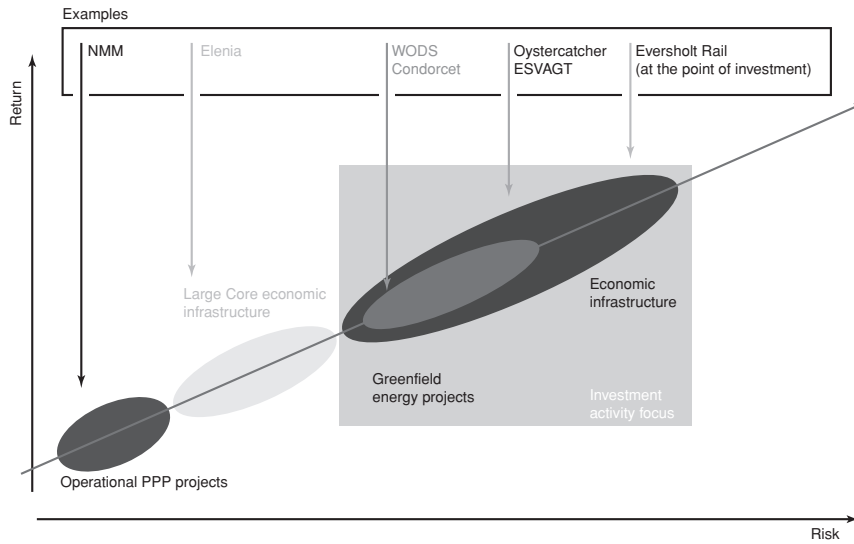 Examples
NMM
Elenia
WODS
Condorcet
Oystercatcher
ESVAGT
Eversholt Rail
(at the point of investment)
Return
Large Core economic
infrastructure
Economic
infrastructure
Greenfield
energy projects
Investment
activity focus
Operational PPP projects
Risk